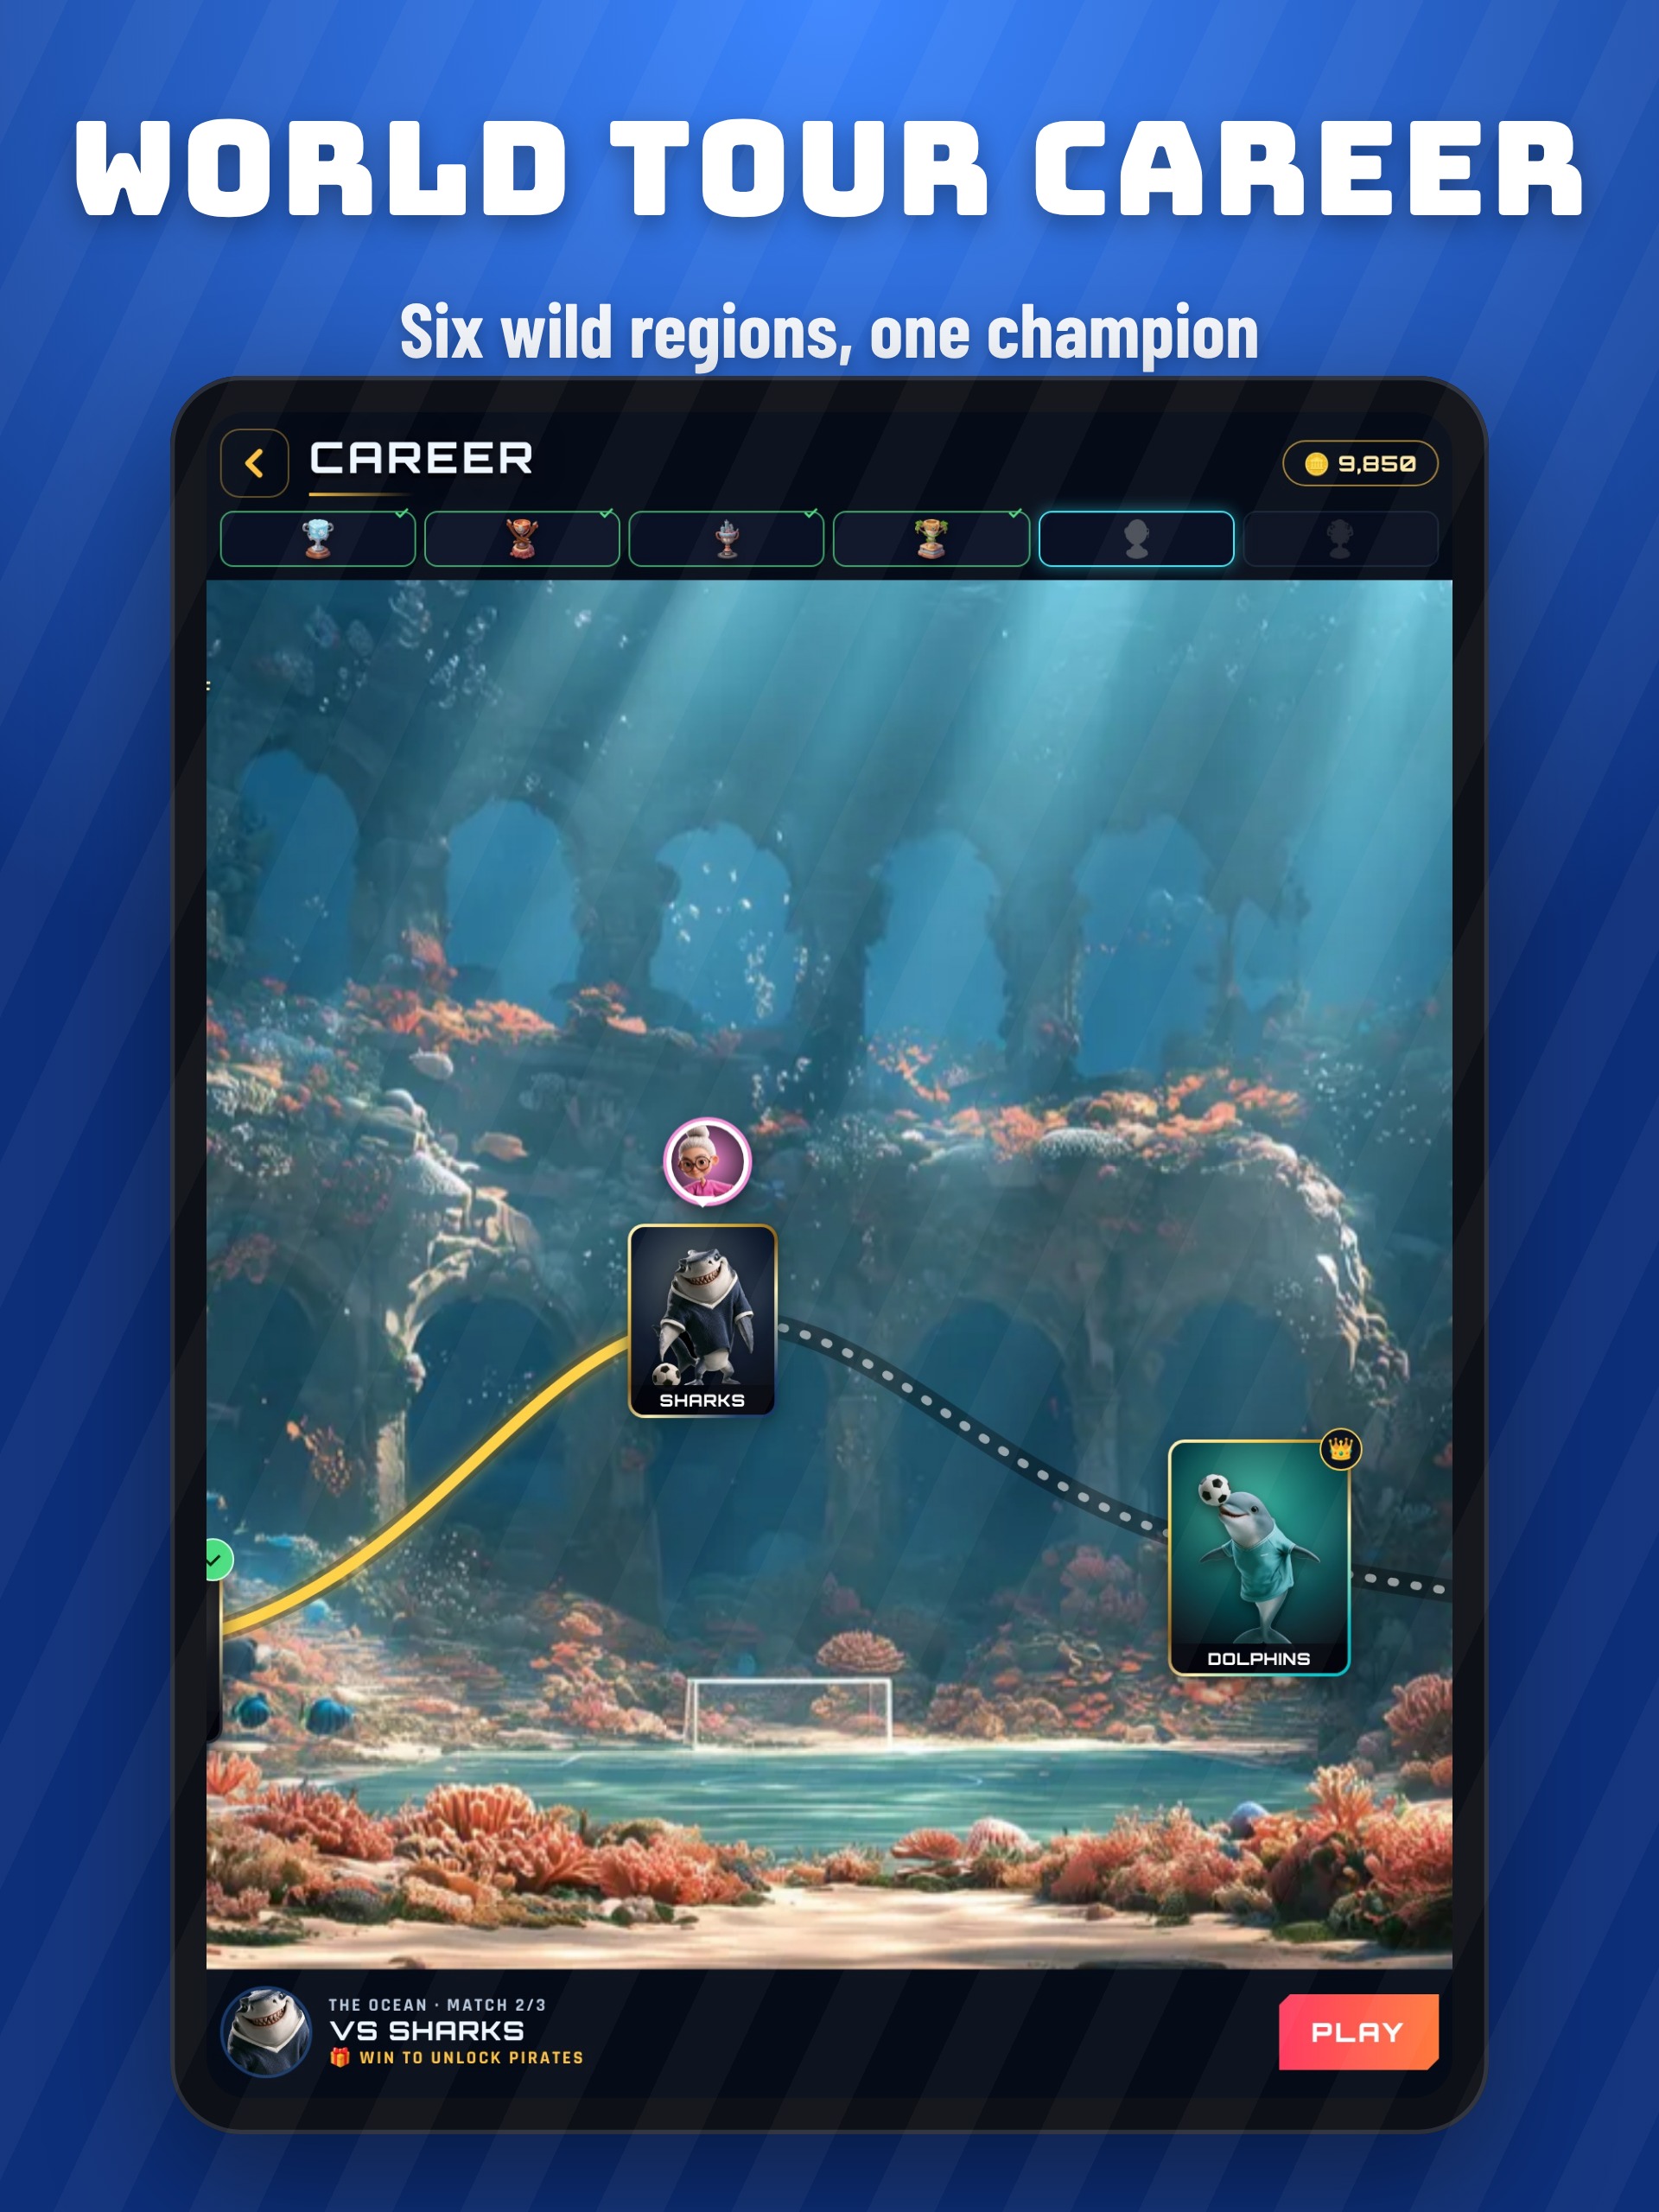 WORLD TOUR CAREER
Six wild regions, one champion
CAREER
9,850
SHARKS
DOLPHINS
THE OCEAN · MATCH 2/3
VS SHARKS
WIN TO UNLOCK PIRATES
PLAY